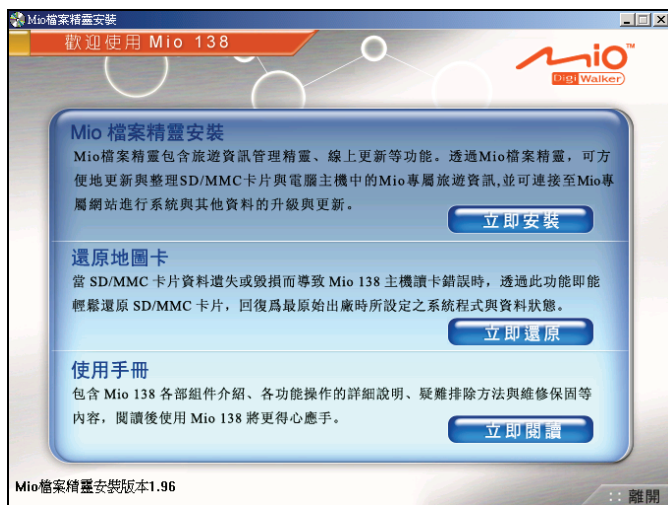 Mio檔案精靈安裝
歡迎使用 Mio 138
Mio™
DigiWalker
Mio 檔案精靈安裝
Mio檔案精靈包含旅遊資訊管理精靈、線上更新等功能。透過Mio檔案精靈，可方
便地更新與整理SD/MMC卡片與電腦主機中的Mio專屬旅遊資訊,並可連接至Mio專
屬網站進行系統與其他資料的升級與更新。
立即安裝
還原地圖卡
當 SD/MMC 卡片資料遺失或毀損而導致 Mio 138 主機讀卡錯誤時，透過此功能即能
輕鬆還原 SD/MMC 卡片，回復爲最原始出廠時所設定之系統程式與資料狀態。
立即還原
使用手冊
包含 Mio 138 各部組件介紹、各功能操作的詳細說明、疑難排除方法與維修保固等
內容，閱讀後使用 Mio 138 將更得心應手。
立即閱讀
Mio檔案精靈安裝版本1.96
:: 離開